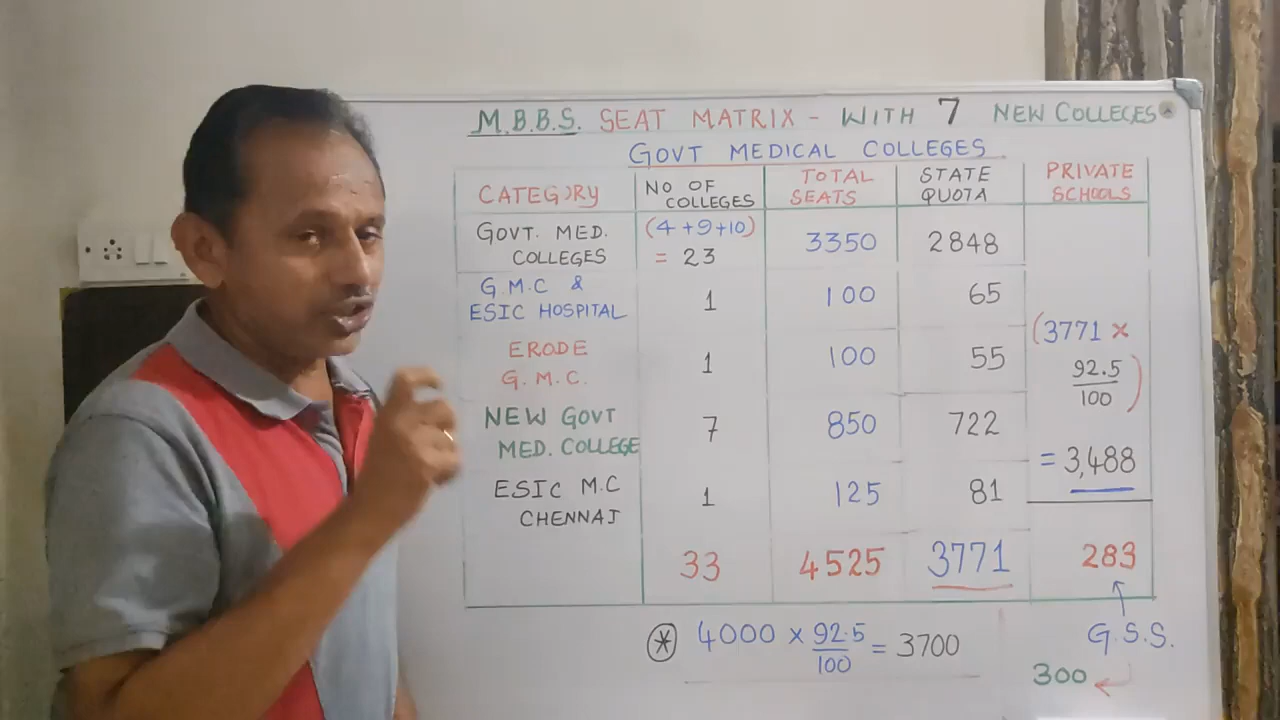 M.B.B.S. SEAT MATRIX - WITH 7 NEW COLLEGES
GOVT MEDICAL COLLEGES
CATEGORY
NO OF
COLLEGES
TOTAL
SEATS
STATE
QUOTA
PRIVATE
SCHOOLS
GOVT. MED.
COLLEGES
(4+9+10)
= 23
3350
2848
G.M.C &
ESIC HOSPITAL
1
100
65
ERODE
G.M.C.
1
100
55
NEW GOVT
MED. COLLEGE
7
850
722
ESIC M.C
CHENNAI
1
125
81
33
4525
3771
(3771 ×
92.5
100)
= 3,488
283
G.S.S.
300
* 4000 × 92.5/100 = 3700